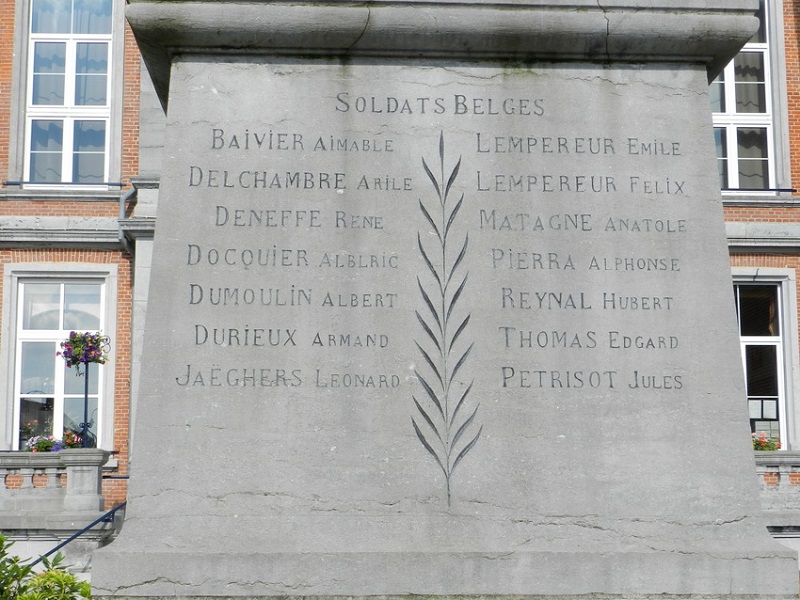 SOLDATS BELGES
BAIVIER AIMABLE
DELCHAMBRE ARILE
DENEFFE RENE
DOCQUIER ALBLRIC
DUMOULIN ALBERT
DURIEUX ARMAND
JAËGHERS LEONARD
LEMPEREUR EMILE
LEMPEREUR FELIX
MATAGNE ANATOLE
PIERRA ALPHONSE
REYNAL HUBERT
THOMAS EDGARD
PETRISOT JULES